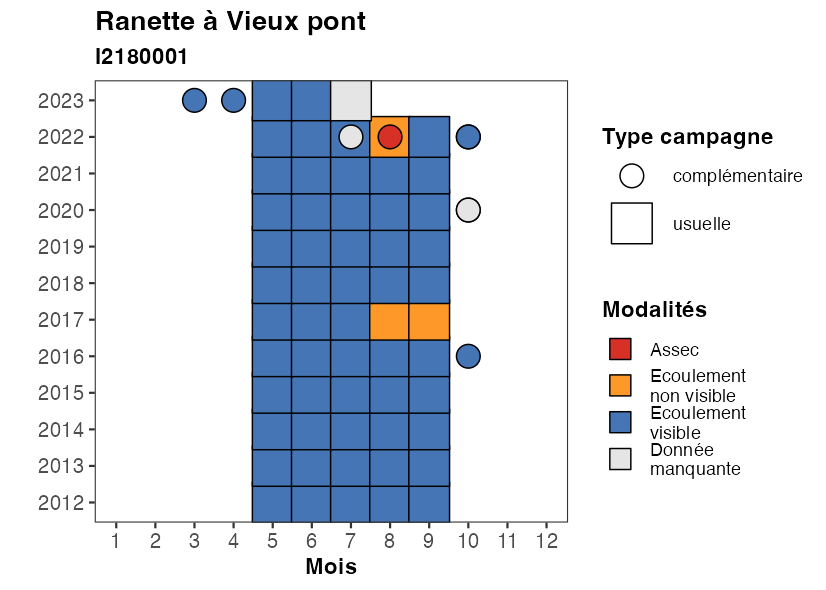 Ranette à Vieux pont
I2180001
2023
2022
2021
2020
2019
2018
2017
2016
2015
2014
2013
2012
1 2 3 4 5 6 7 8 9 10 11 12
Mois
Type campagne
complémentaire
usuelle
Modalités
Assec
Ecoulement
non visible
Ecoulement
visible
Donnée
manquante